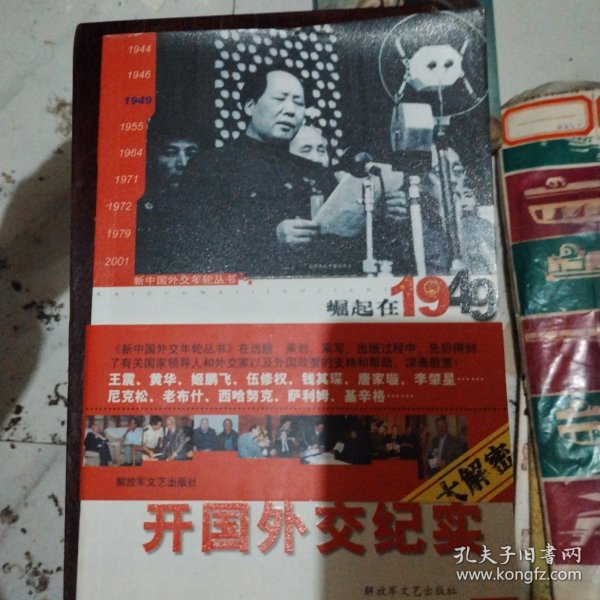 1944
1946
1949
1955
1964
1971
1972
1979
2001
新中国外交年轮丛书
崛起在1949
《新中国外交年轮丛书》在选题、策划、采写、出版过程中，先后得到
了有关国家领导人和外交家以及外国政要的支持和帮助，深表敬意！
王震、黄华、姬鹏飞、伍修权、钱其琛、唐家璇、李肇星……
尼克松、老布什、西哈努克、萨利姆、基辛格……
解放军文艺出版社
大解密
开国外交纪实
解放军文艺出版社
孔夫子旧书网
www.kongfz.com